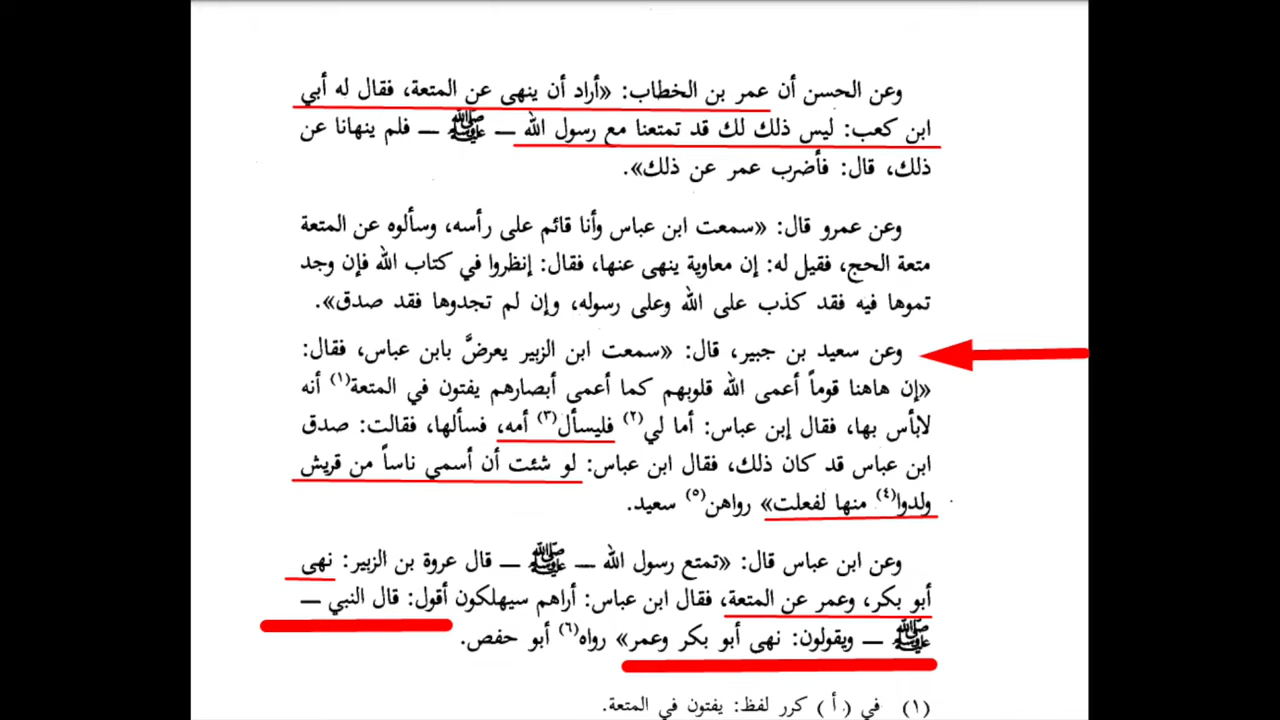 وعن الحسن أن عمر بن الخطاب: «أراد أن ينهى عن المتعة، فقال له أبي
ابن كعب: ليس ذلك لك قد تمتعنا مع رسول الله — ﷺ — فلم ينهانا عن
ذلك، قال: فأضرب عمر عن ذلك».
وعن عمرو قال: «سمعت ابن عباس وأنا قائم على رأسه، وسألوه عن المتعة
متعة الحج، فقيل له: إن معاوية ينهى عنها، فقال: إنظروا في كتاب الله فإن وجد
تموها فيه فقد كذب على الله وعلى رسوله، وإن لم تجدوها فقد صدق».
وعن سعيد بن جبير، قال: «سمعت ابن الزبير يعرضَّ بابن عباس، فقال:
«إن هاهنا قوماً أعمى الله قلوبهم كما أعمى أبصارهم يفتون في المتعة(١) أنه
لابأس بها، فقال إبن عباس: أما لي(٢) فليسأل(٣) أمه، فسألها، فقالت: صدق
ابن عباس قد كان ذلك، فقال ابن عباس: لو شئت أن أسمي ناساً من قريش
ولدوا(٤) منها لفعلت» رواهن(٥) سعيد.
وعن ابن عباس قال: «تمتع رسول الله — ﷺ — قال عروة بن الزبير: نهى
أبو بكر، وعمر عن المتعة، فقال ابن عباس: أراهم سيهلكون أقول: قال النبي —
ﷺ — ويقولون: نهى أبو بكر وعمر» رواه(٦) أبو حفص.
(١) في (أ) كرر لفظ: يفتون في المتعة.